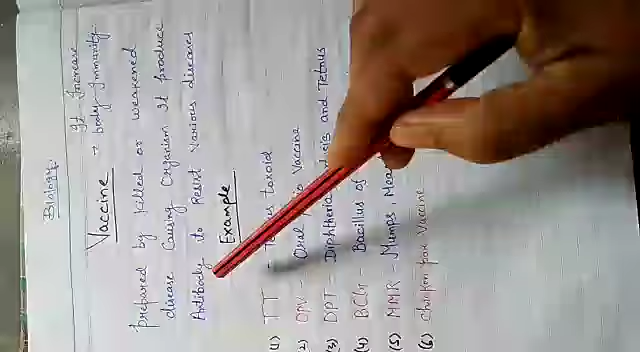 Biology
It Increase
Vaccine → body Immunity.
Prepared by killed or weakened
disease Causing Organism It produce
Antibody to Resist Various diseases
Example
(1) TT - toxoid
(2) OPV - Oral Vaccine
(3) DPT - Diphtheria and Tetnus
(4) BCG - Bacillus of
(5) MMR - Mumps,
(6) Chicken pox Vaccine